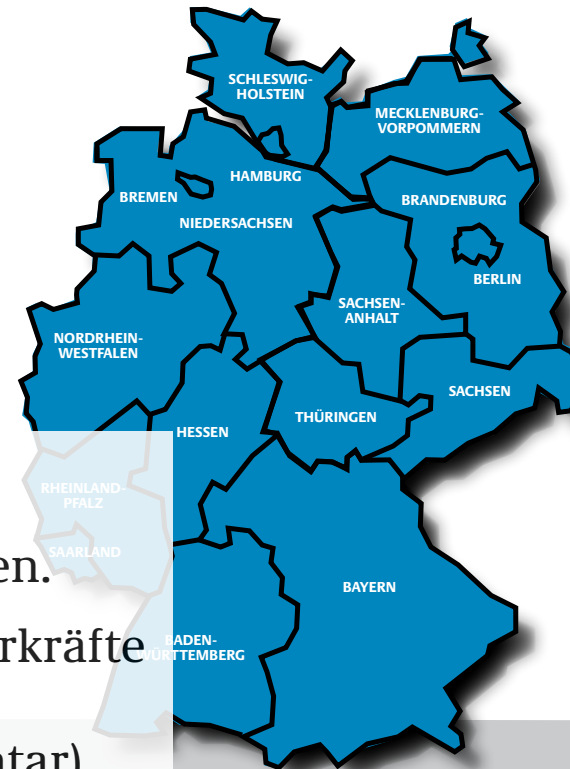 SCHLESWIG-
HOLSTEIN
MECKLENBURG-
VORPOMMERN
HAMBURG
BREMEN
BRANDENBURG
NIEDERSACHSEN
BERLIN
SACHSEN-
ANHALT
NORDRHEIN-
WESTFALEN
SACHSEN
THÜRINGEN
HESSEN
RHEINLAND-
PFALZ
SAARLAND
en.
BAYERN
rkräfte
BADEN-
WÜRTTEMBERG
ntar)